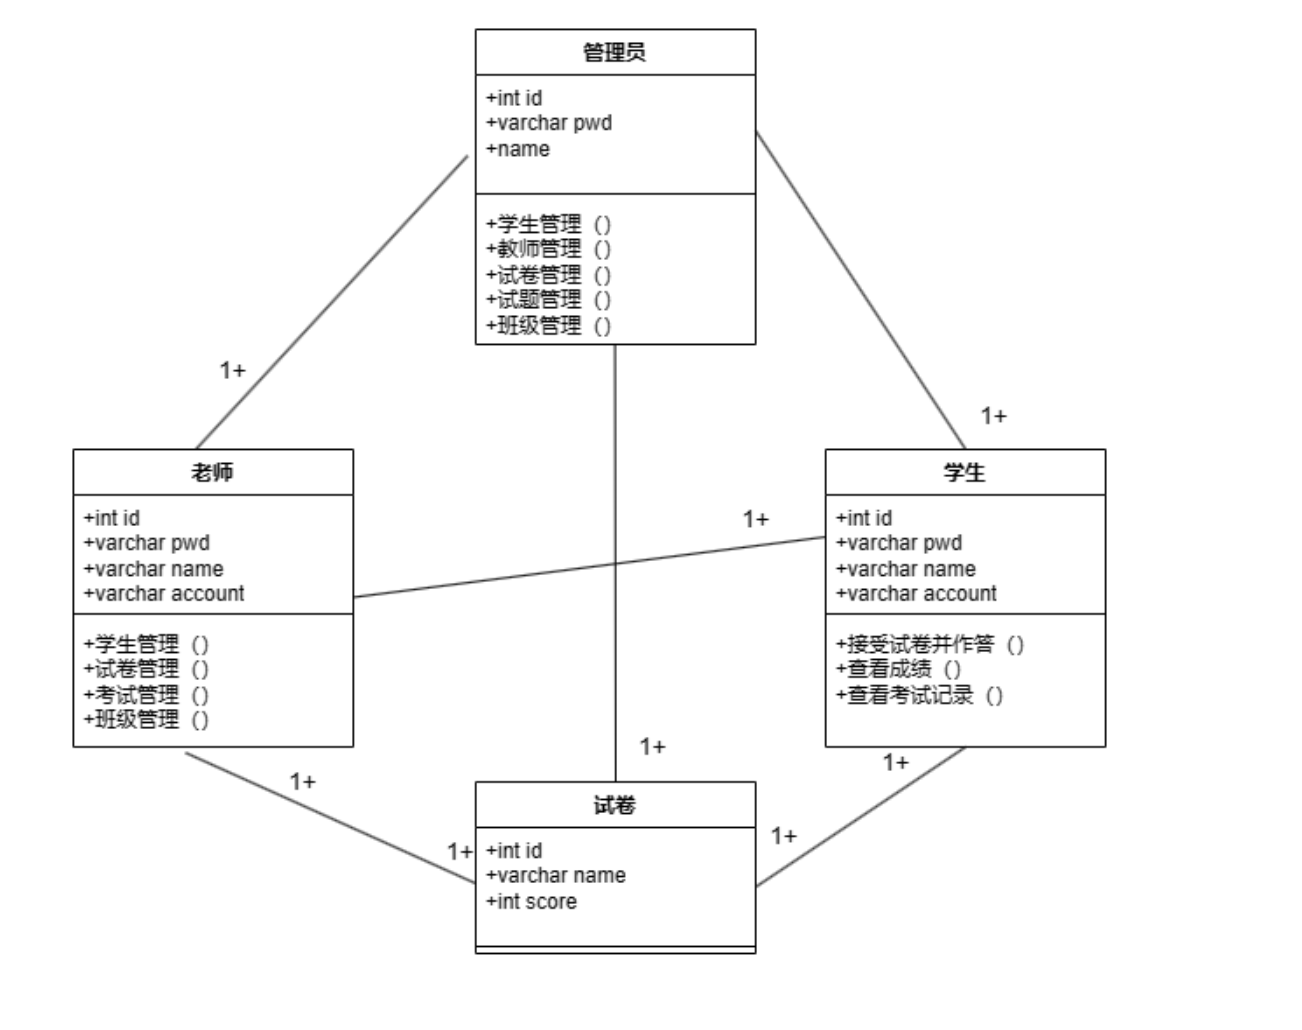 管理员
+int id
+varchar pwd
+name
+学生管理（）
+教师管理（）
+试卷管理（）
+试题管理（）
+班级管理（）
1+
1+
老师
+int id
+varchar pwd
+varchar name
+varchar account
+学生管理（）
+试卷管理（）
+考试管理（）
+班级管理（）
1+
学生
+int id
+varchar pwd
+varchar name
+varchar account
+接受试卷并作答（）
+查看成绩（）
+查看考试记录（）
1+
1+
1+
1+
1+
试卷
+int id
+varchar name
+int score